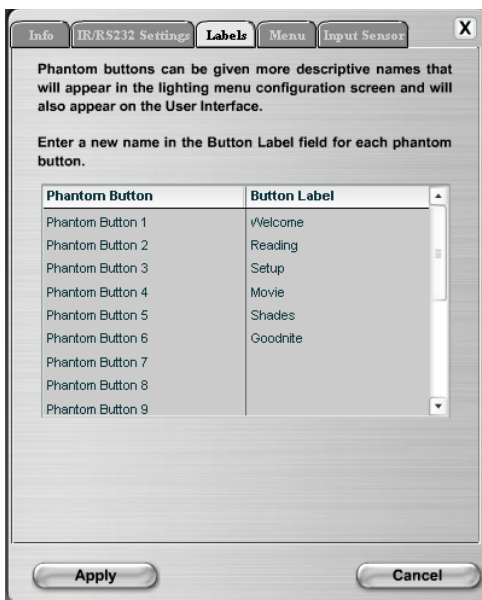 Info IR/RS232 Settings Labels Menu Input Sensor X
Phantom buttons can be given more descriptive names that
will appear in the lighting menu configuration screen and will
also appear on the User Interface.
Enter a new name in the Button Label field for each phantom
button.
Phantom Button Button Label
Phantom Button 1 Welcome
Phantom Button 2 Reading
Phantom Button 3 Setup
Phantom Button 4 Movie
Phantom Button 5 Shades
Phantom Button 6 Goodnite
Phantom Button 7
Phantom Button 8
Phantom Button 9
Apply Cancel